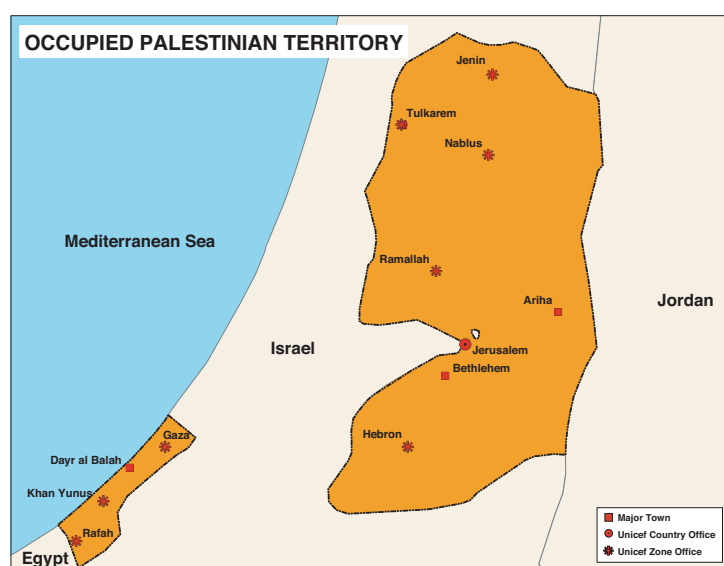 OCCUPIED PALESTINIAN TERRITORY
Jenin
Tulkarem
Nablus
Mediterranean Sea
Ramallah
Ariha
Jordan
Israel
Jerusalem
Bethlehem
Gaza
Hebron
Dayr al Balah
Khan Yunus
Rafah
Egypt
Major Town
Unicef Country Office
Unicef Zone Office